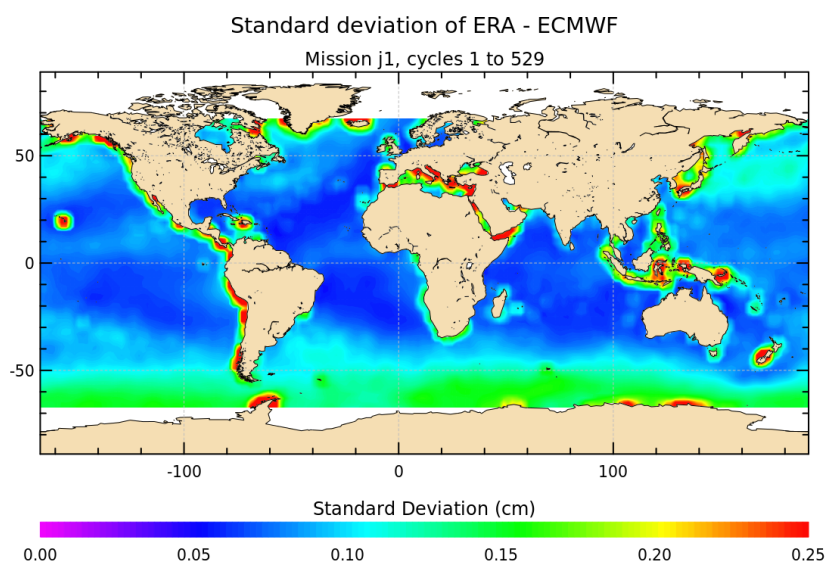 Standard deviation of ERA - ECMWF
Mission j1, cycles 1 to 529
50
0
-50
-100 0 100
Standard Deviation (cm)
0.00 0.05 0.10 0.15 0.20 0.25